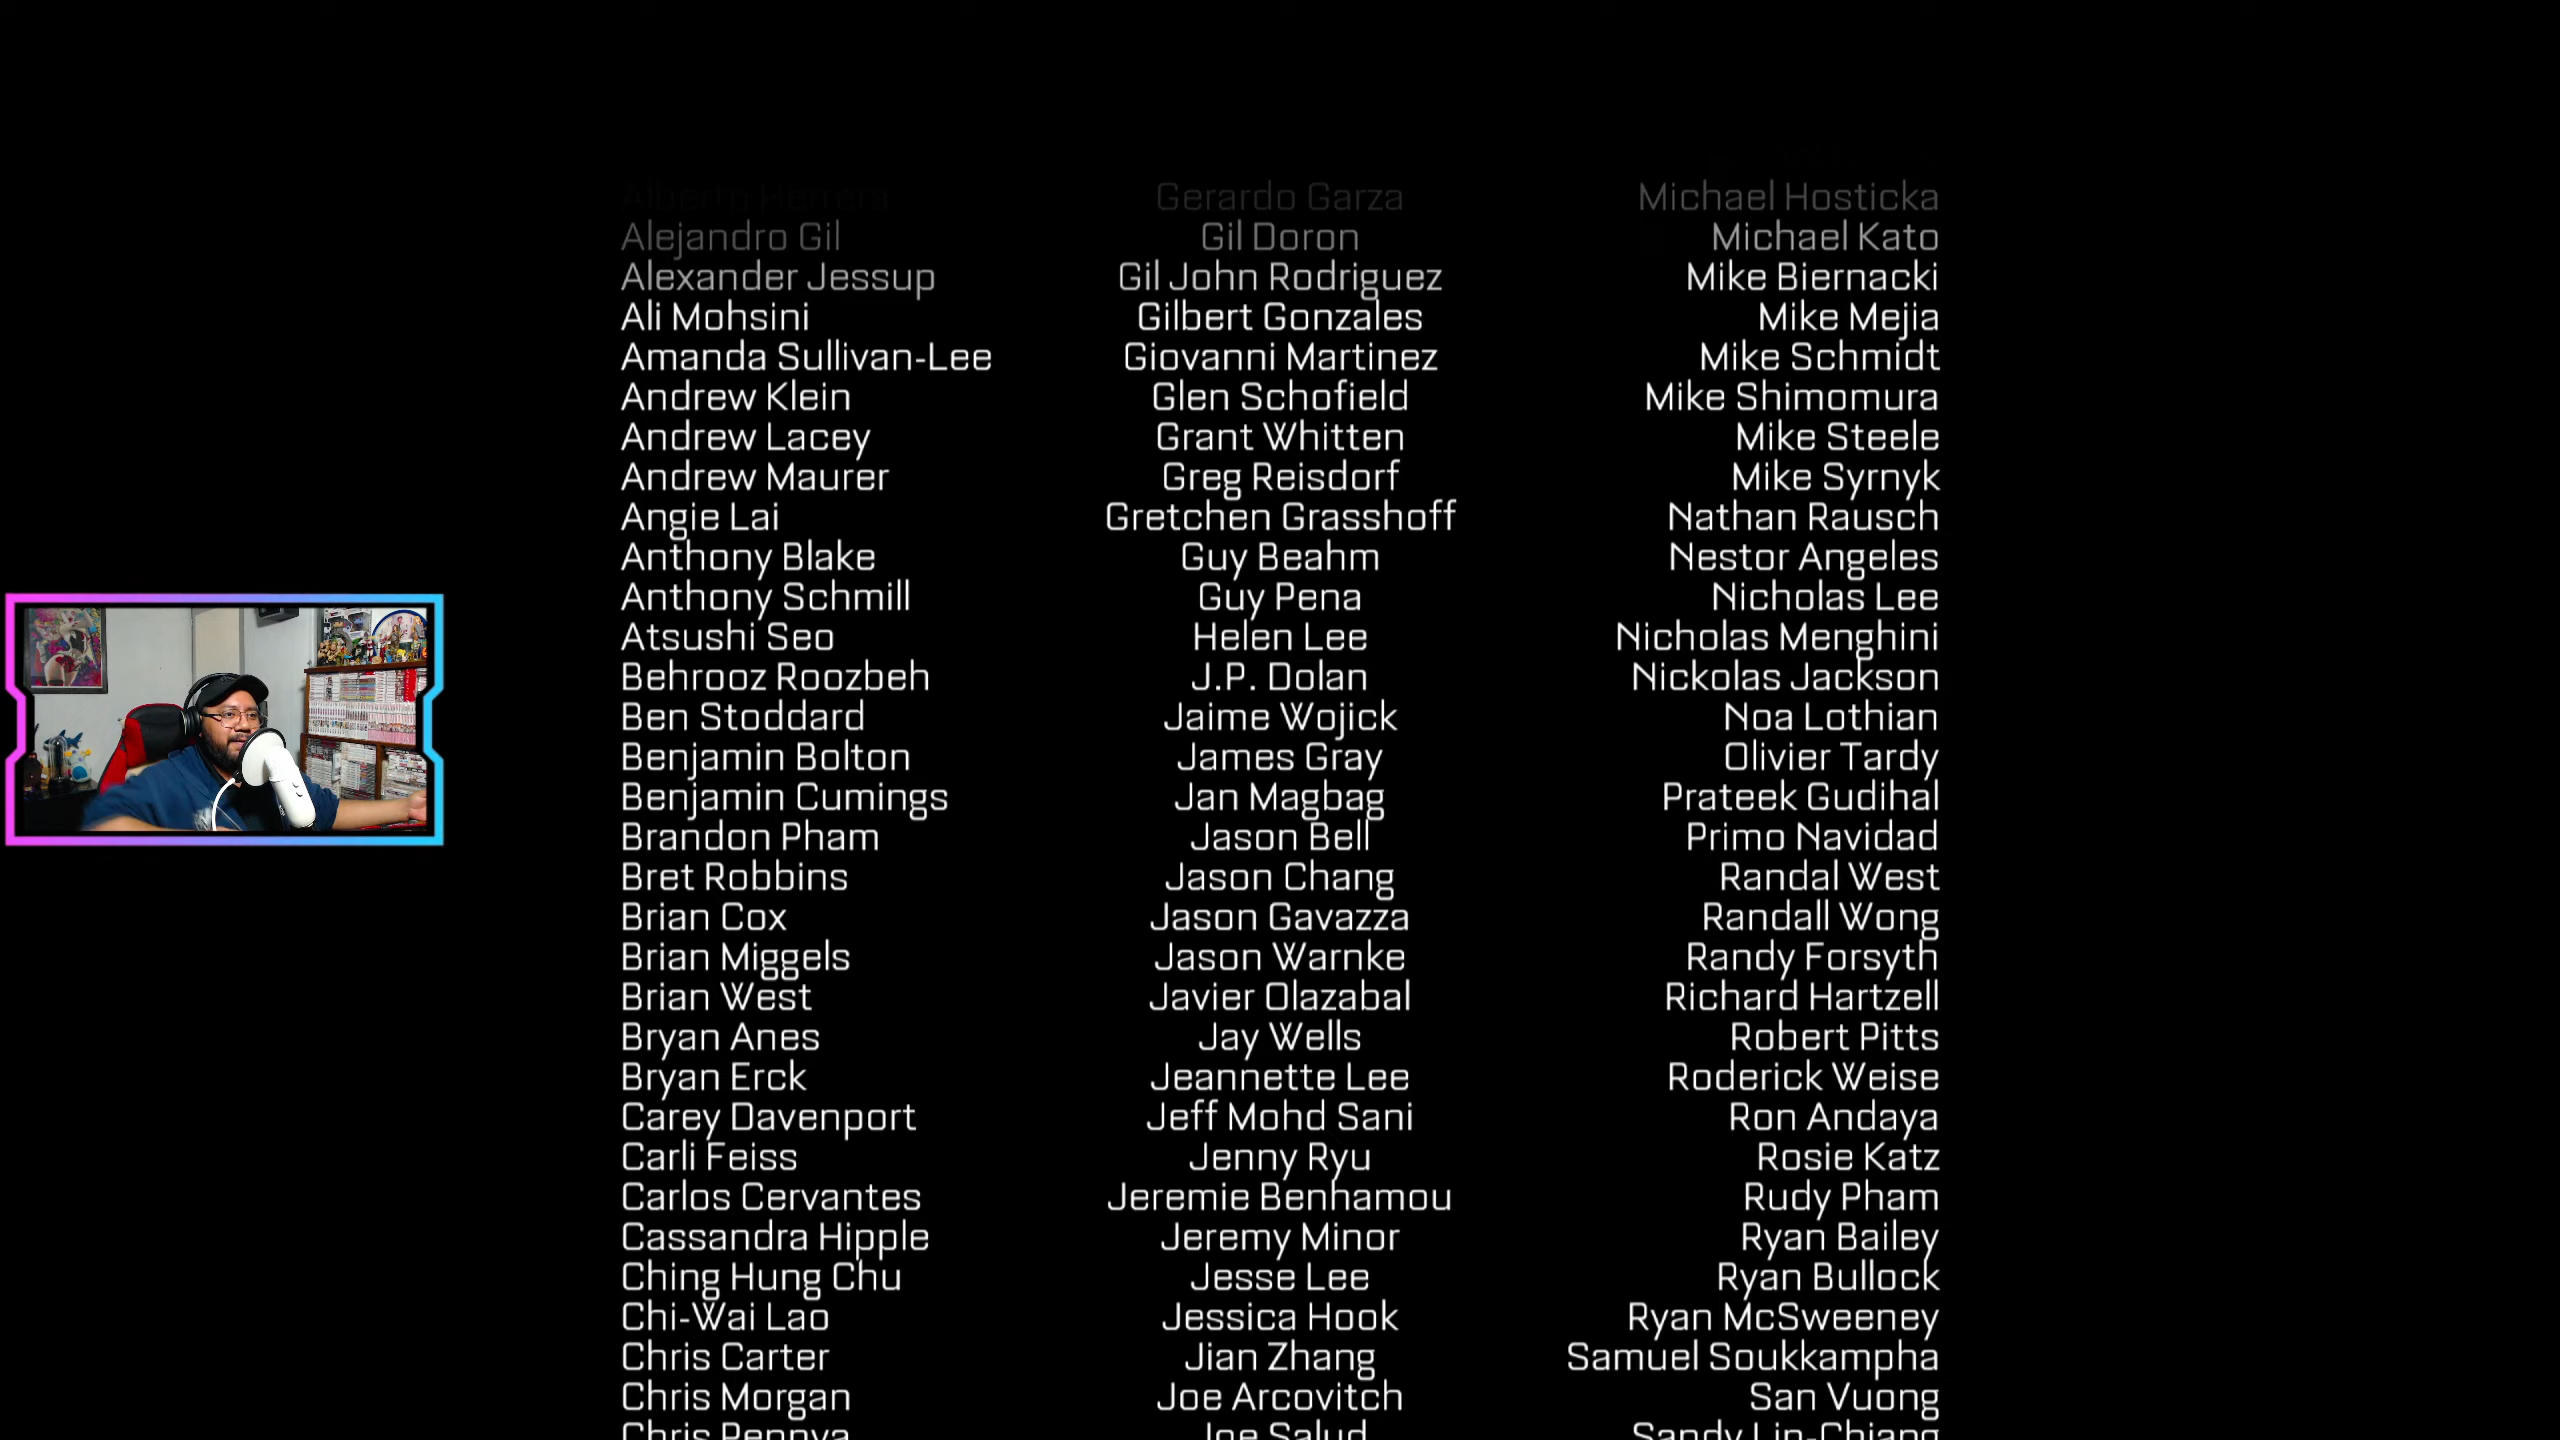 Alberto Herrera
Alejandro Gil
Alexander Jessup
Ali Mohsini
Amanda Sullivan-Lee
Andrew Klein
Andrew Lacey
Andrew Maurer
Angie Lai
Anthony Blake
Anthony Schmill
Atsushi Seo
Behrooz Roozbeh
Ben Stoddard
Benjamin Bolton
Benjamin Cumings
Brandon Pham
Bret Robbins
Brian Cox
Brian Miggels
Brian West
Bryan Anes
Bryan Erck
Carey Davenport
Carli Feiss
Carlos Cervantes
Cassandra Hipple
Ching Hung Chu
Chi-Wai Lao
Chris Carter
Chris Morgan
Chris
Gerardo Garza
Gil Doron
Gil John Rodriguez
Gilbert Gonzales
Giovanni Martinez
Glen Schofield
Grant Whitten
Greg Reisdorf
Gretchen Grasshoff
Guy Beahm
Guy Pena
Helen Lee
J.P. Dolan
Jaime Wojick
James Gray
Jan Magbag
Jason Bell
Jason Chang
Jason Gavazza
Jason Warnke
Javier Olazabal
Jay Wells
Jeannette Lee
Jeff Mohd Sani
Jenny Ryu
Jeremie Benhamou
Jeremy Minor
Jesse Lee
Jessica Hook
Jian Zhang
Joe Arcovitch
Joe Salud
Michael Hosticka
Michael Kato
Mike Biernacki
Mike Mejia
Mike Schmidt
Mike Shimomura
Mike Steele
Mike Syrnyk
Nathan Rausch
Nestor Angeles
Nicholas Lee
Nicholas Menghini
Nickolas Jackson
Noa Lothian
Olivier Tardy
Prateek Gudihal
Primo Navidad
Randal West
Randall Wong
Randy Forsyth
Richard Hartzell
Robert Pitts
Roderick Weise
Ron Andaya
Rosie Katz
Rudy Pham
Ryan Bailey
Ryan Bullock
Ryan McSweeney
Samuel Soukkampha
San Vuong
Sandy Lin-Chiang